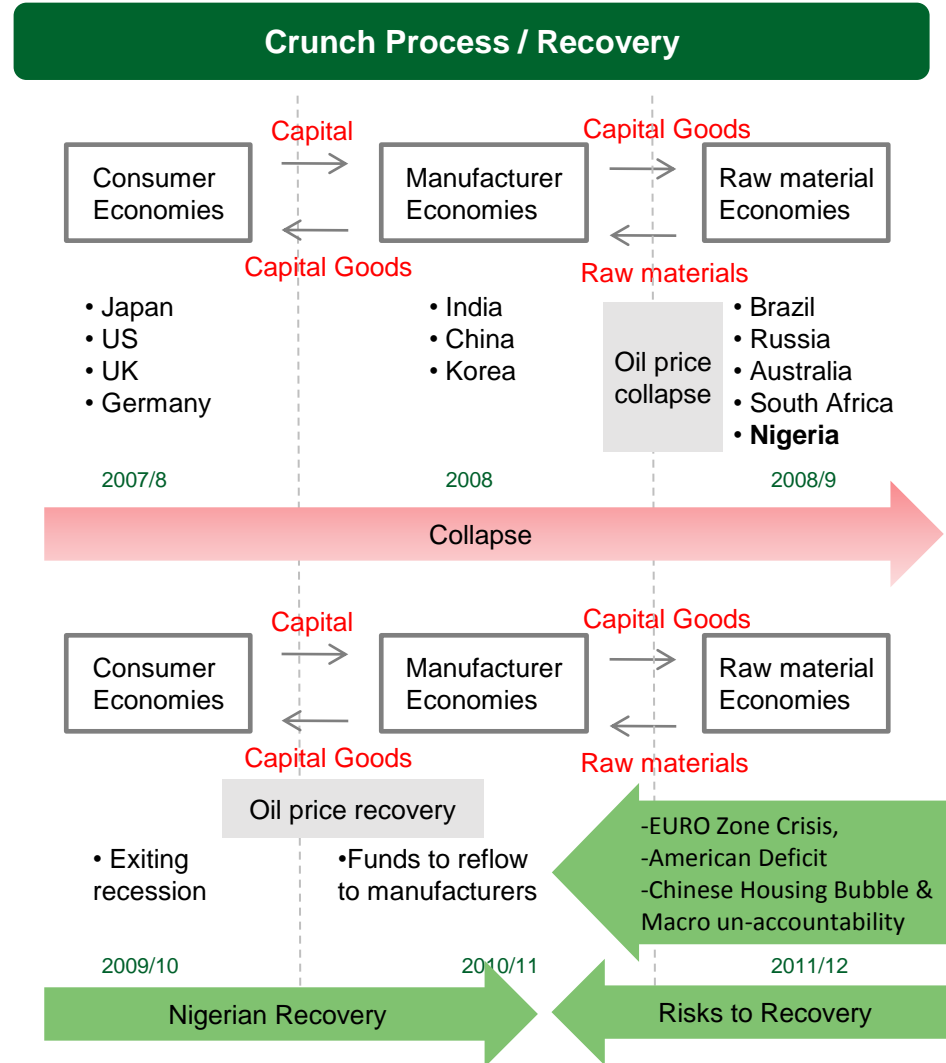 Crunch Process / Recovery
Capital
Capital Goods
Consumer
Economies
Manufacturer
Economies
Raw material
Economies
Capital Goods
Raw materials
• Japan
• US
• UK
• Germany
• India
• China
• Korea
Oil price
collapse
• Brazil
• Russia
• Australia
• South Africa
• Nigeria
2007/8
2008
2008/9
Collapse
Capital
Capital Goods
Consumer
Economies
Manufacturer
Economies
Raw material
Economies
Capital Goods
Raw materials
Oil price recovery
• Exiting
recession
•Funds to reflow
to manufacturers
-EURO Zone Crisis,
-American Deficit
-Chinese Housing Bubble &
Macro un-accountability
2009/10
2010/11
2011/12
Nigerian Recovery
Risks to Recovery